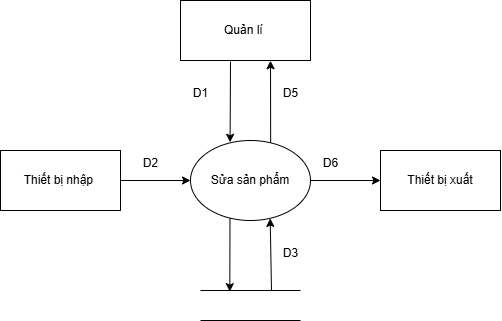 Quản lí
D1
D5
Thiết bị nhập
D2
Sửa sản phẩm
D6
Thiết bị xuất
D3